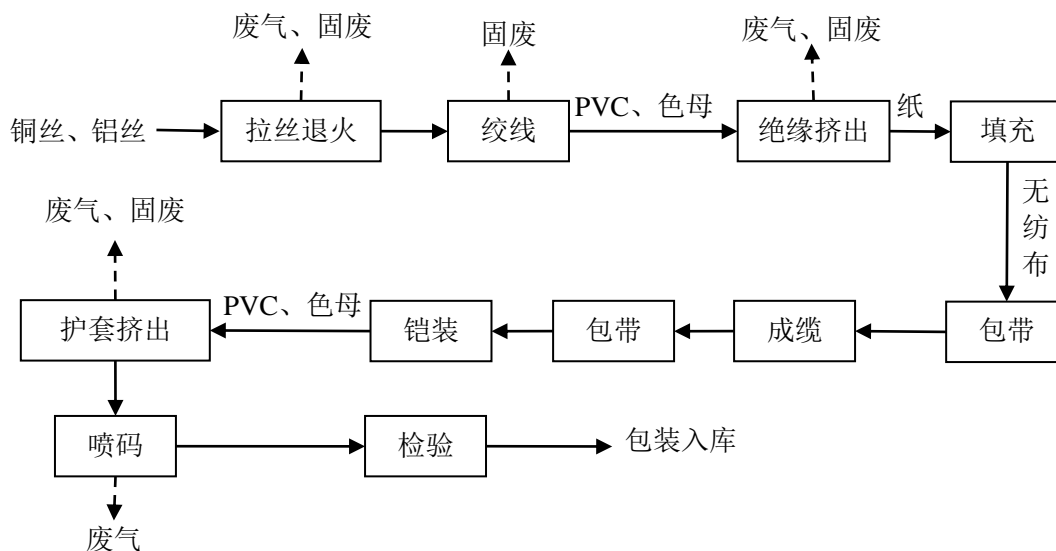 废气、固废
固废
废气、固废
铜丝、铝丝
拉丝退火
绞线
PVC、色母
绝缘挤出
纸
填充
无纺布
废气、固废
护套挤出
PVC、色母
铠装
包带
成缆
包带
喷码
检验
包装入库
废气